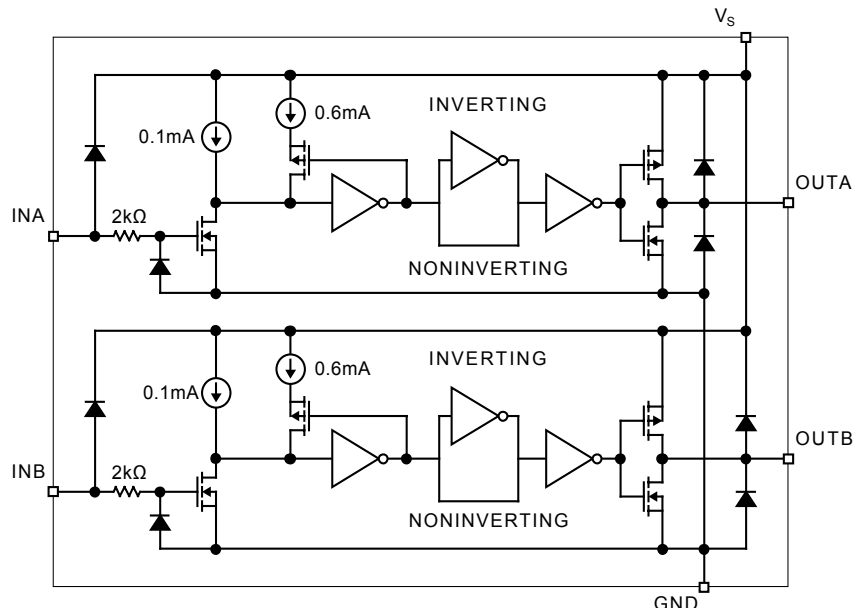 V_S
INVERTING
0.6mA
0.1mA
OUTA
INA
2kΩ
NONINVERTING
INVERTING
0.6mA
0.1mA
OUTB
INB
2kΩ
NONINVERTING
GND